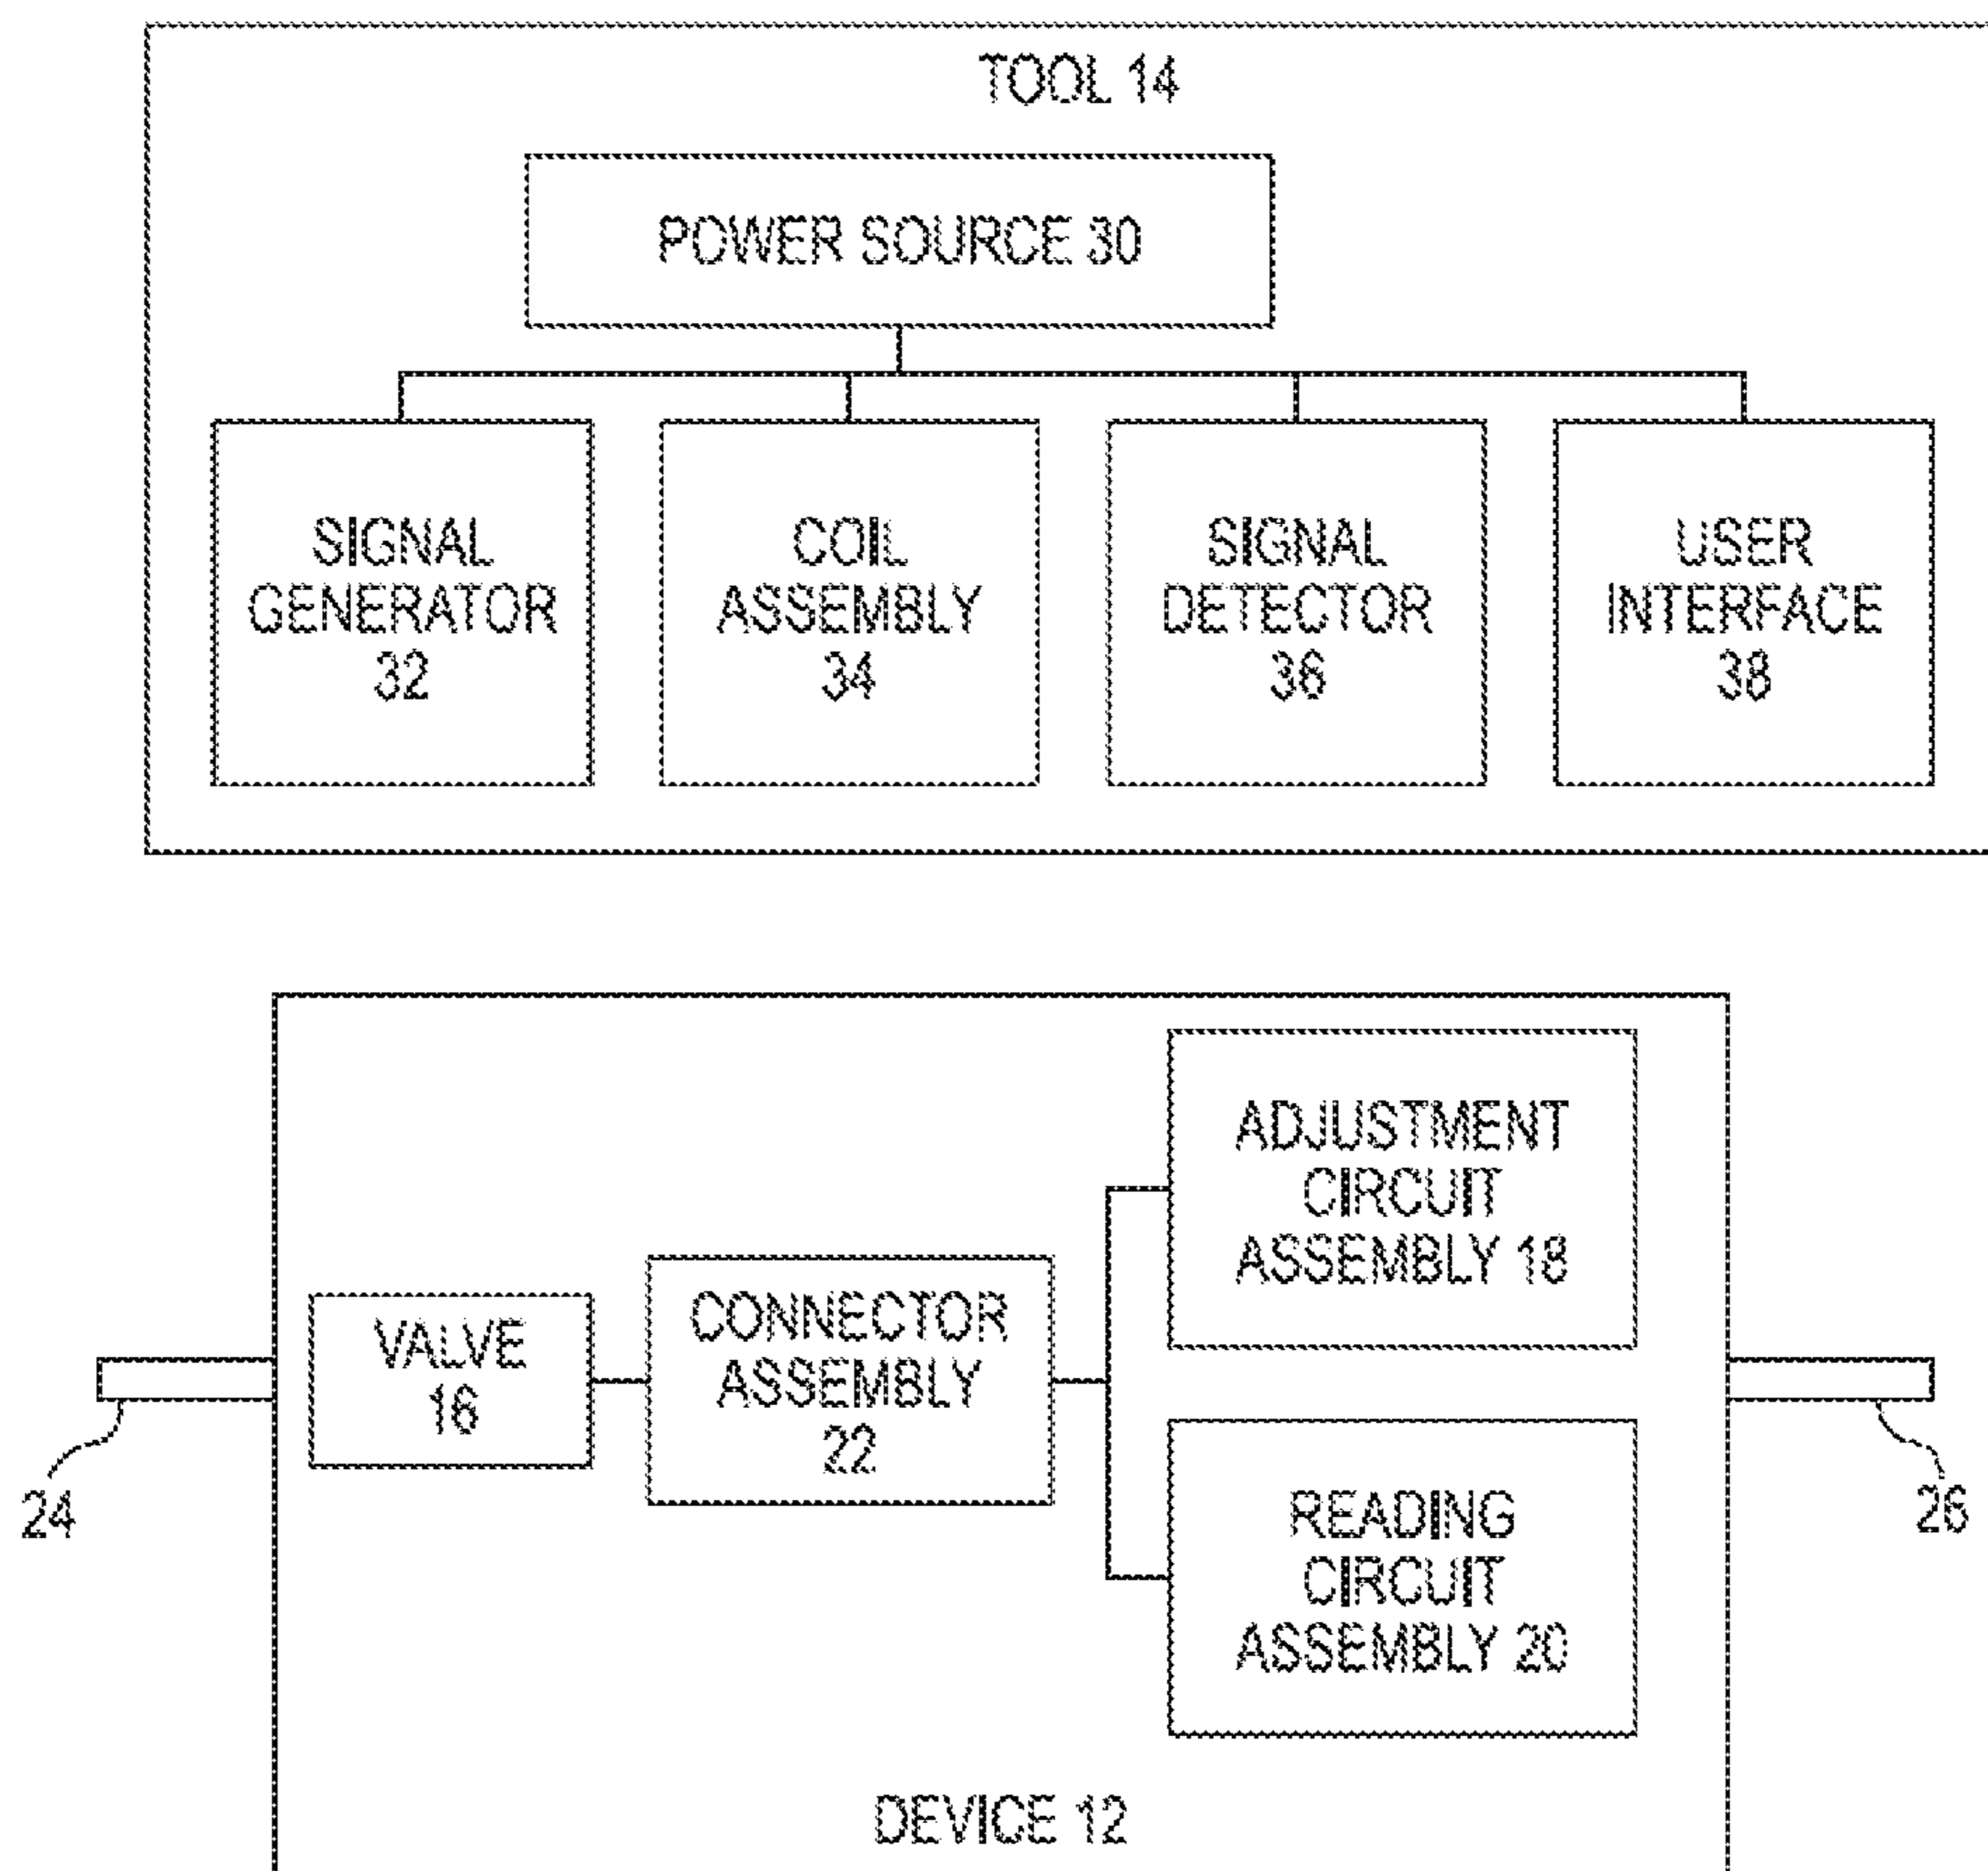 TOOL 14
POWER SOURCE 30
SIGNAL
GENERATOR
32
COIL
ASSEMBLY
34
SIGNAL
DETECTOR
36
USER
INTERFACE
38
ADJUSTMENT
CIRCUIT
ASSEMBLY 18
VALVE
16
CONNECTOR
ASSEMBLY
22
READING
CIRCUIT
ASSEMBLY 20
24
26
DEVICE 12